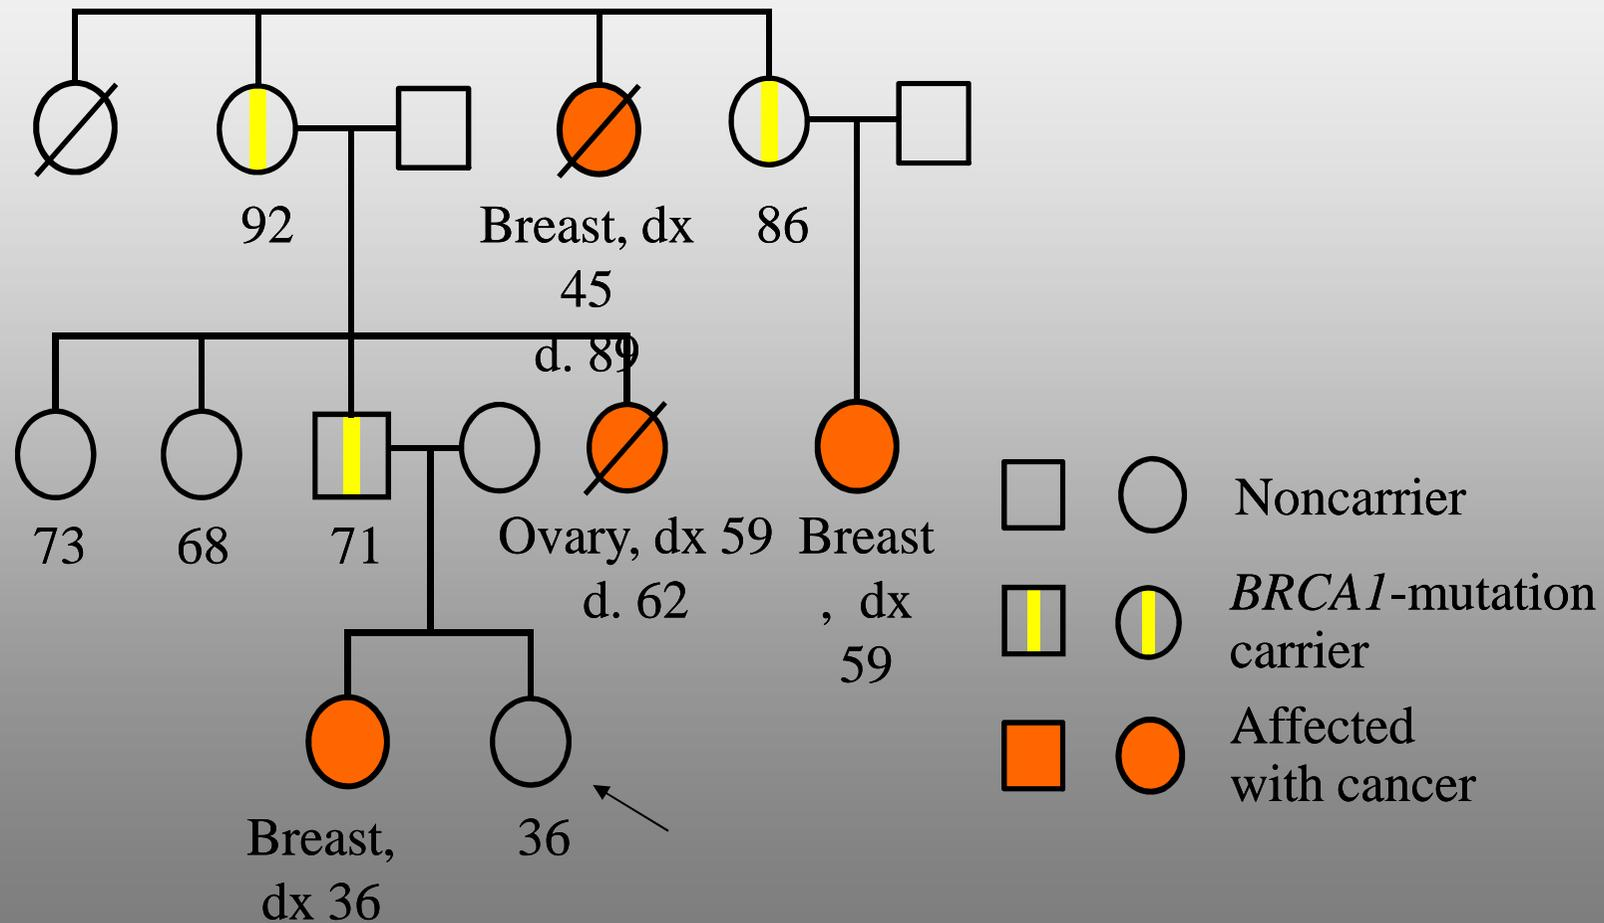 92
Breast, dx
45
d. 89
86
73
68
71
Ovary, dx 59
d. 62
Breast
, dx
59
Breast,
dx 36
36
Noncarrier
BRCA1-mutation
carrier
Affected
with cancer